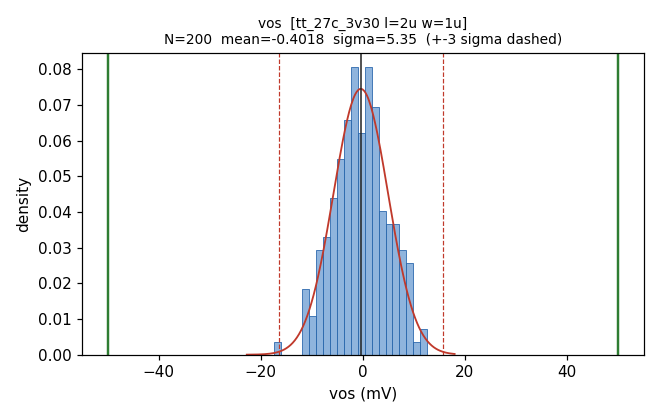 vos  [tt_27c_3v30 l=2u w=1u]
N=200  mean=-0.4018  sigma=5.35  (+-3 sigma dashed)
0.08
0.07
0.06
0.05
0.04
0.03
0.02
0.01
0.00
density
−40 −20 0 20 40
vos (mV)